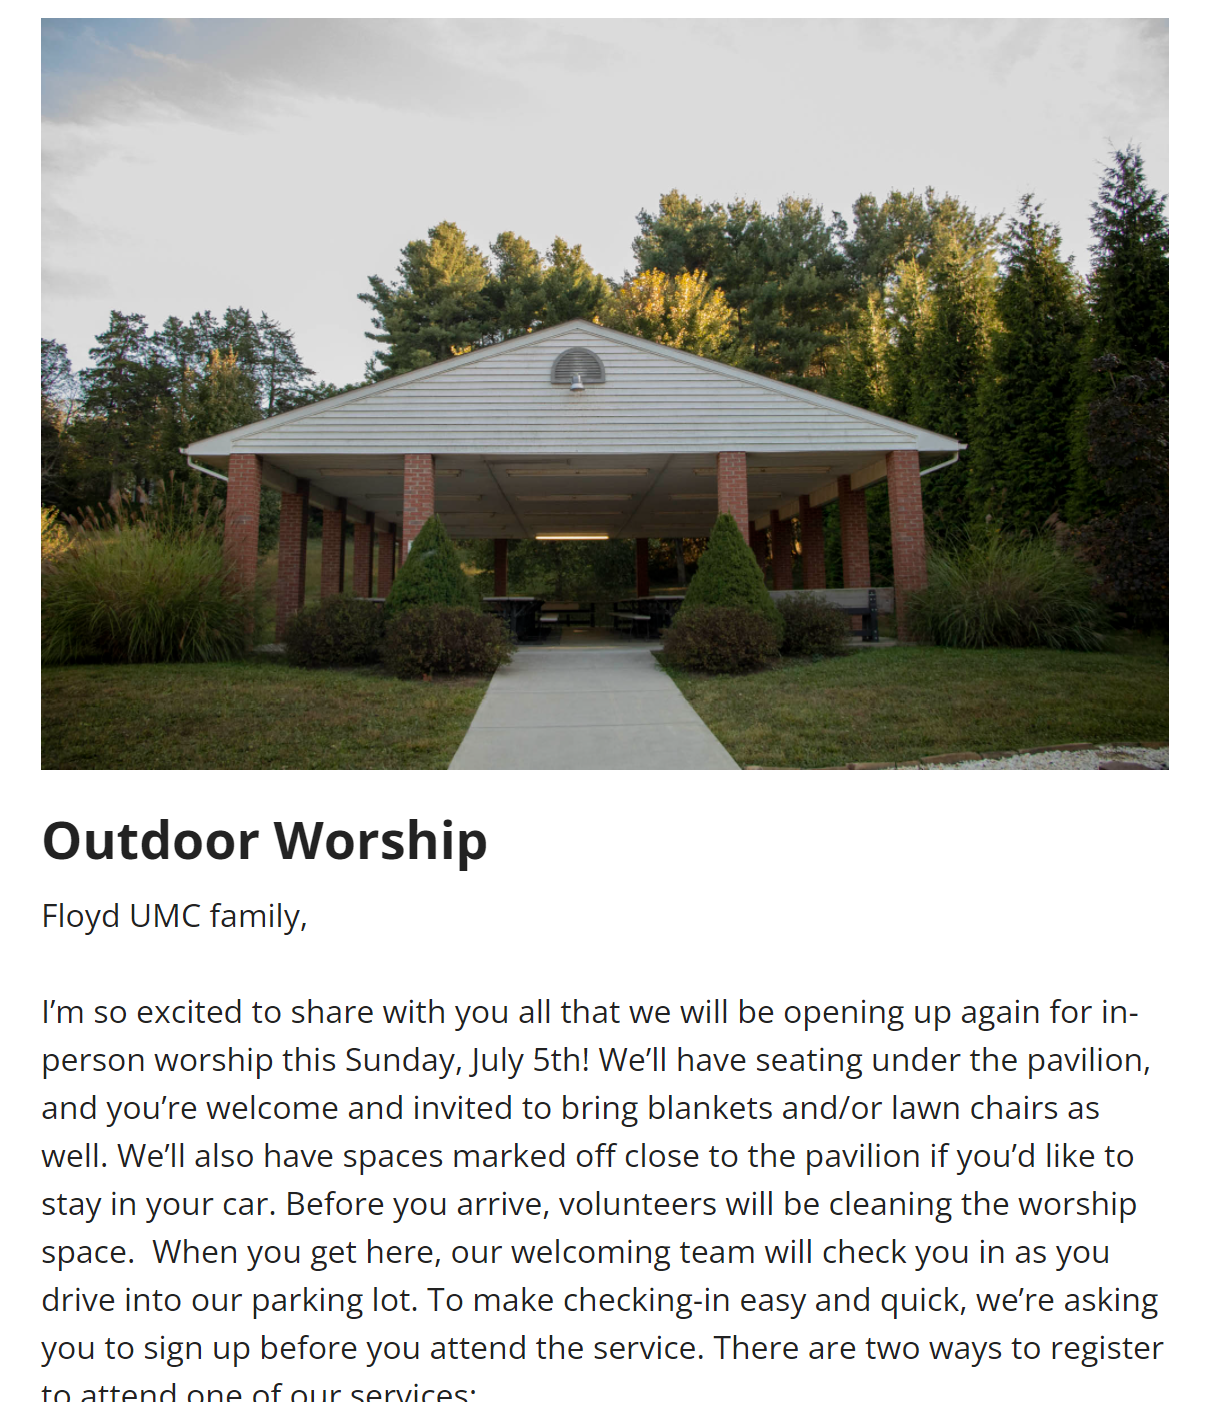 Outdoor Worship
Floyd UMC family,
I’m so excited to share with you all that we will be opening up again for in-
person worship this Sunday, July 5th! We’ll have seating under the pavilion,
and you’re welcome and invited to bring blankets and/or lawn chairs as
well. We’ll also have spaces marked off close to the pavilion if you’d like to
stay in your car. Before you arrive, volunteers will be cleaning the worship
space.  When you get here, our welcoming team will check you in as you
drive into our parking lot. To make checking-in easy and quick, we’re asking
you to sign up before you attend the service. There are two ways to register
to attend one of our services: